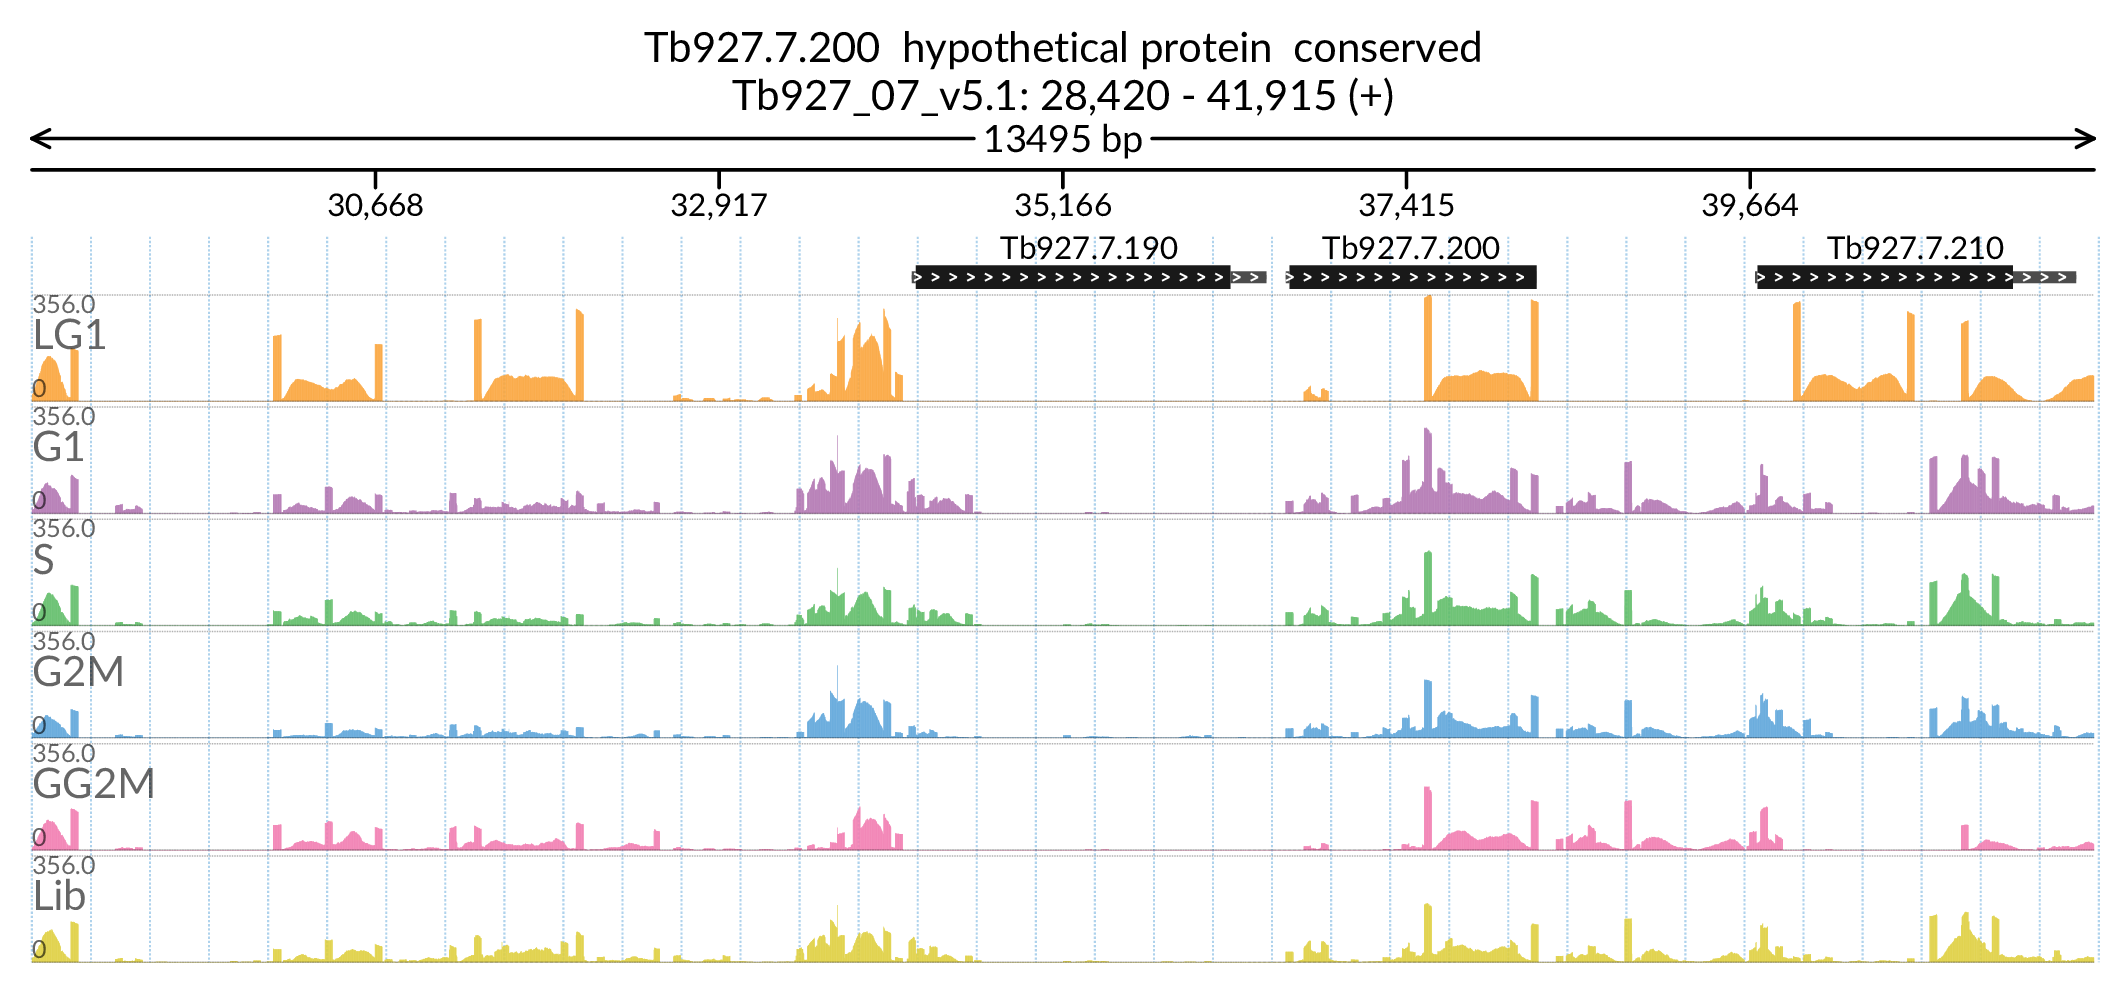 Tb927.7.200 hypothetical protein conserved
Tb927_07_v5.1: 28,420 - 41,915 (+)
13495 bp
30,668 32,917 35,166 37,415 39,664
Tb927.7.190 Tb927.7.200 Tb927.7.210
356.0
LG1
0
356.0
G1
0
356.0
S
0
356.0
G2M
0
356.0
GG2M
0
356.0
Lib
0